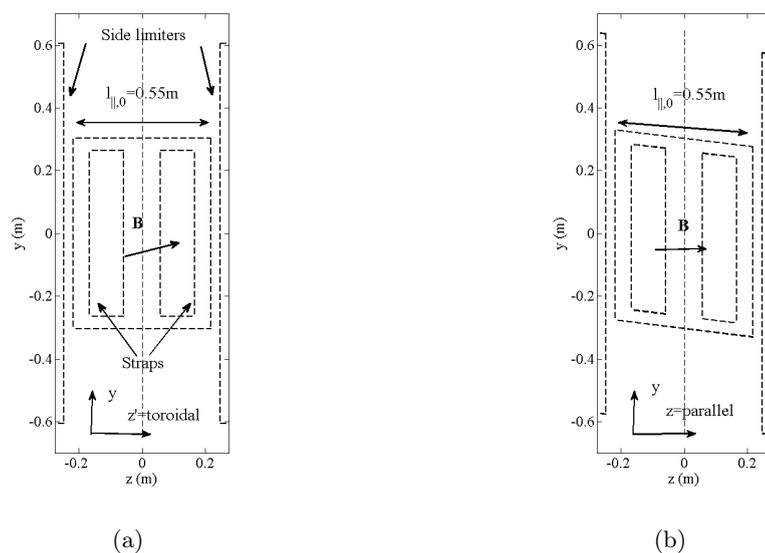 Side limiters
l||,0=0.55m
B
Straps
y
z'=toroidal
0.6
0.4
0.2
0
-0.2
-0.4
-0.6
y (m)
-0.2 0 0.2
z (m)
(a)
l||,0=0.55m
B
y
z=parallel
0.6
0.4
0.2
0
-0.2
-0.4
-0.6
y (m)
-0.2 0 0.2
z (m)
(b)